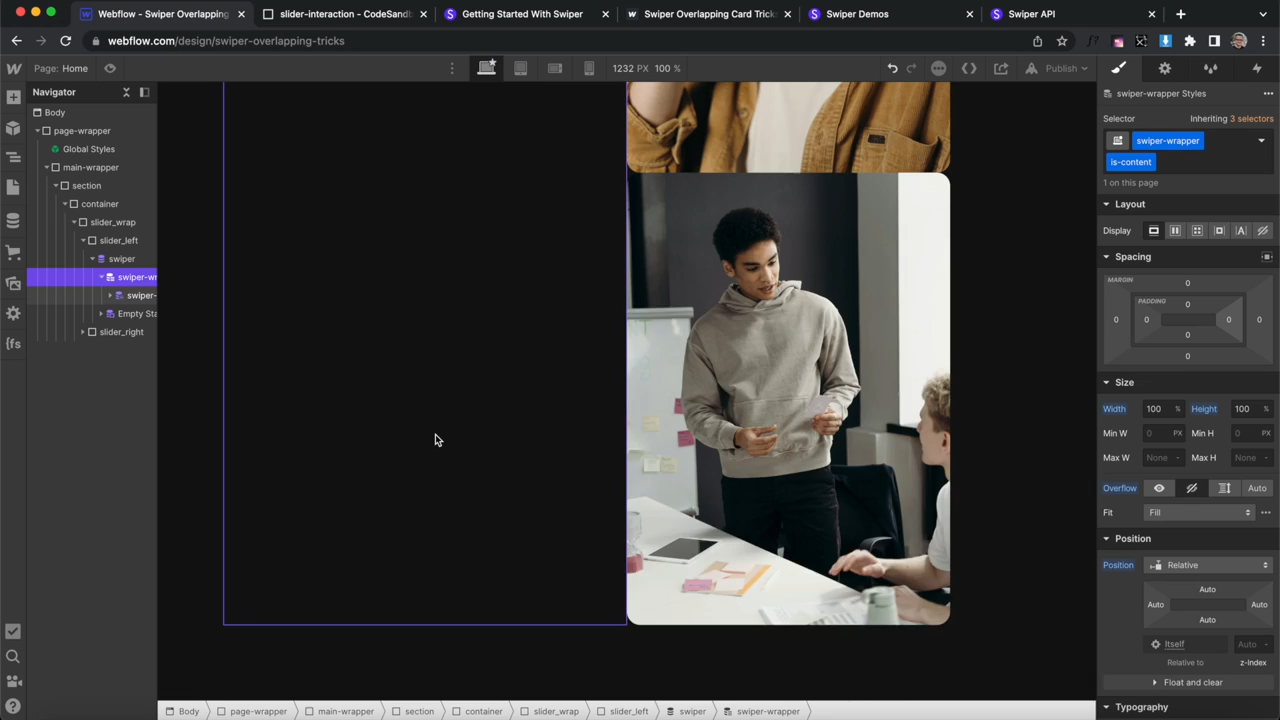 Webflow - Swiper Overlapping
slider-interaction - CodeSandb
Getting Started With Swiper
Swiper Overlapping Card Trick
Swiper Demos
Swiper API
webflow.com/design/swiper-overlapping-tricks
Page: Home
1232 PX 100 %
Publish
Navigator
Body
page-wrapper
Global Styles
main-wrapper
section
container
slider_wrap
slider_left
swiper
swiper-wr
swiper-
Empty Sta
slider_right
swiper-wrapper Styles
Selector
Inheriting 3 selectors
swiper-wrapper
is-content
1 on this page
Layout
Display
Spacing
MARGIN
0
PADDING
0
0 0 0 0
0
0
Size
Width 100 % Height 100 %
Min W 0 PX Min H 0 PX
Max W None - Max H None -
Overflow Auto
Fit Fill
Position
Position Relative
Auto
Auto Auto
Auto
Itself Auto -
Relative to z-Index
Float and clear
Typography
Body page-wrapper main-wrapper section container slider_wrap slider_left swiper swiper-wrapper